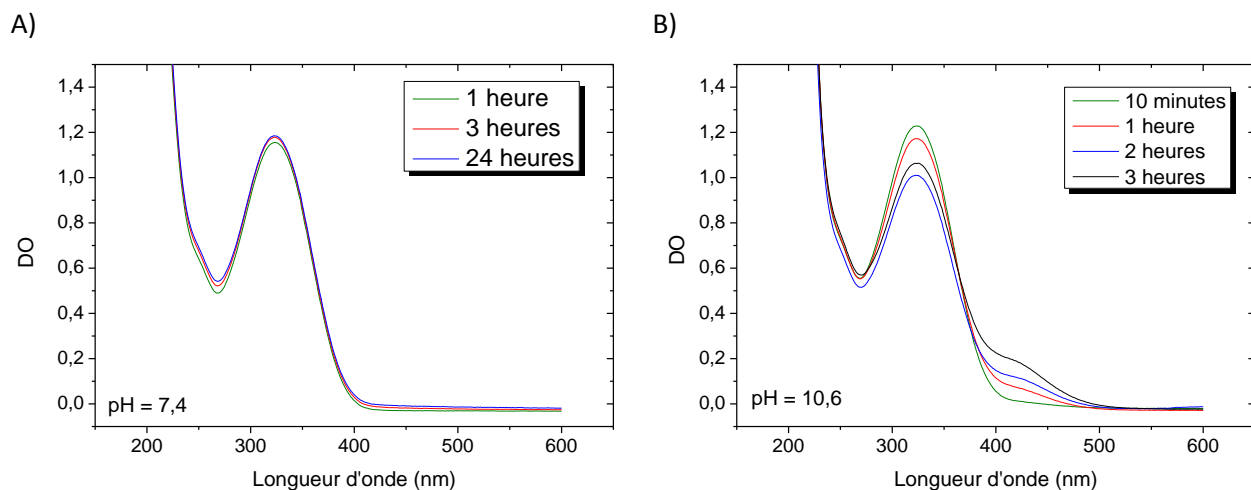 A)
1,4
1,2
1,0
0,8
0,6
0,4
0,2
0,0
DO
1 heure
3 heures
24 heures
pH = 7,4
200 300 400 500 600
Longueur d'onde (nm)
B)
1,4
1,2
1,0
0,8
0,6
0,4
0,2
0,0
DO
10 minutes
1 heure
2 heures
3 heures
pH = 10,6
200 300 400 500 600
Longueur d'onde (nm)